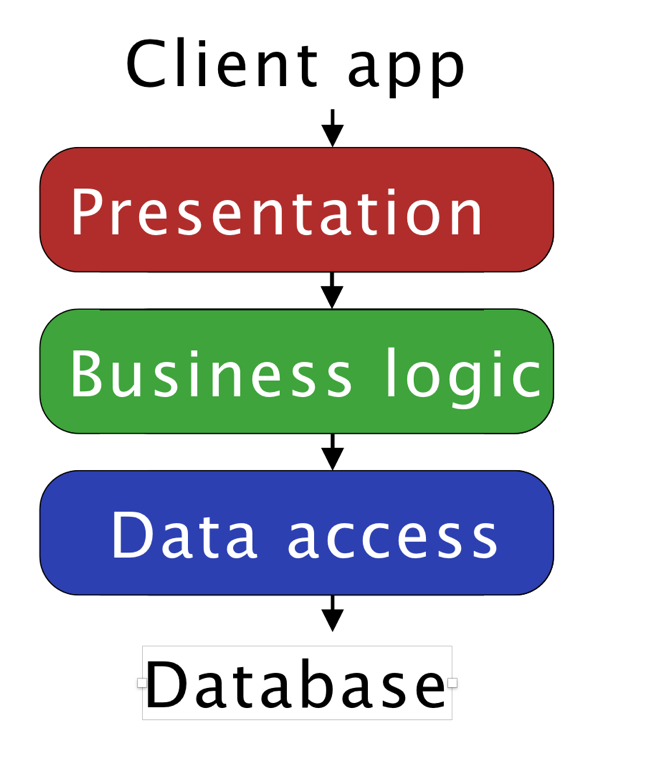 Client app
Presentation
Business logic
Data access
Database